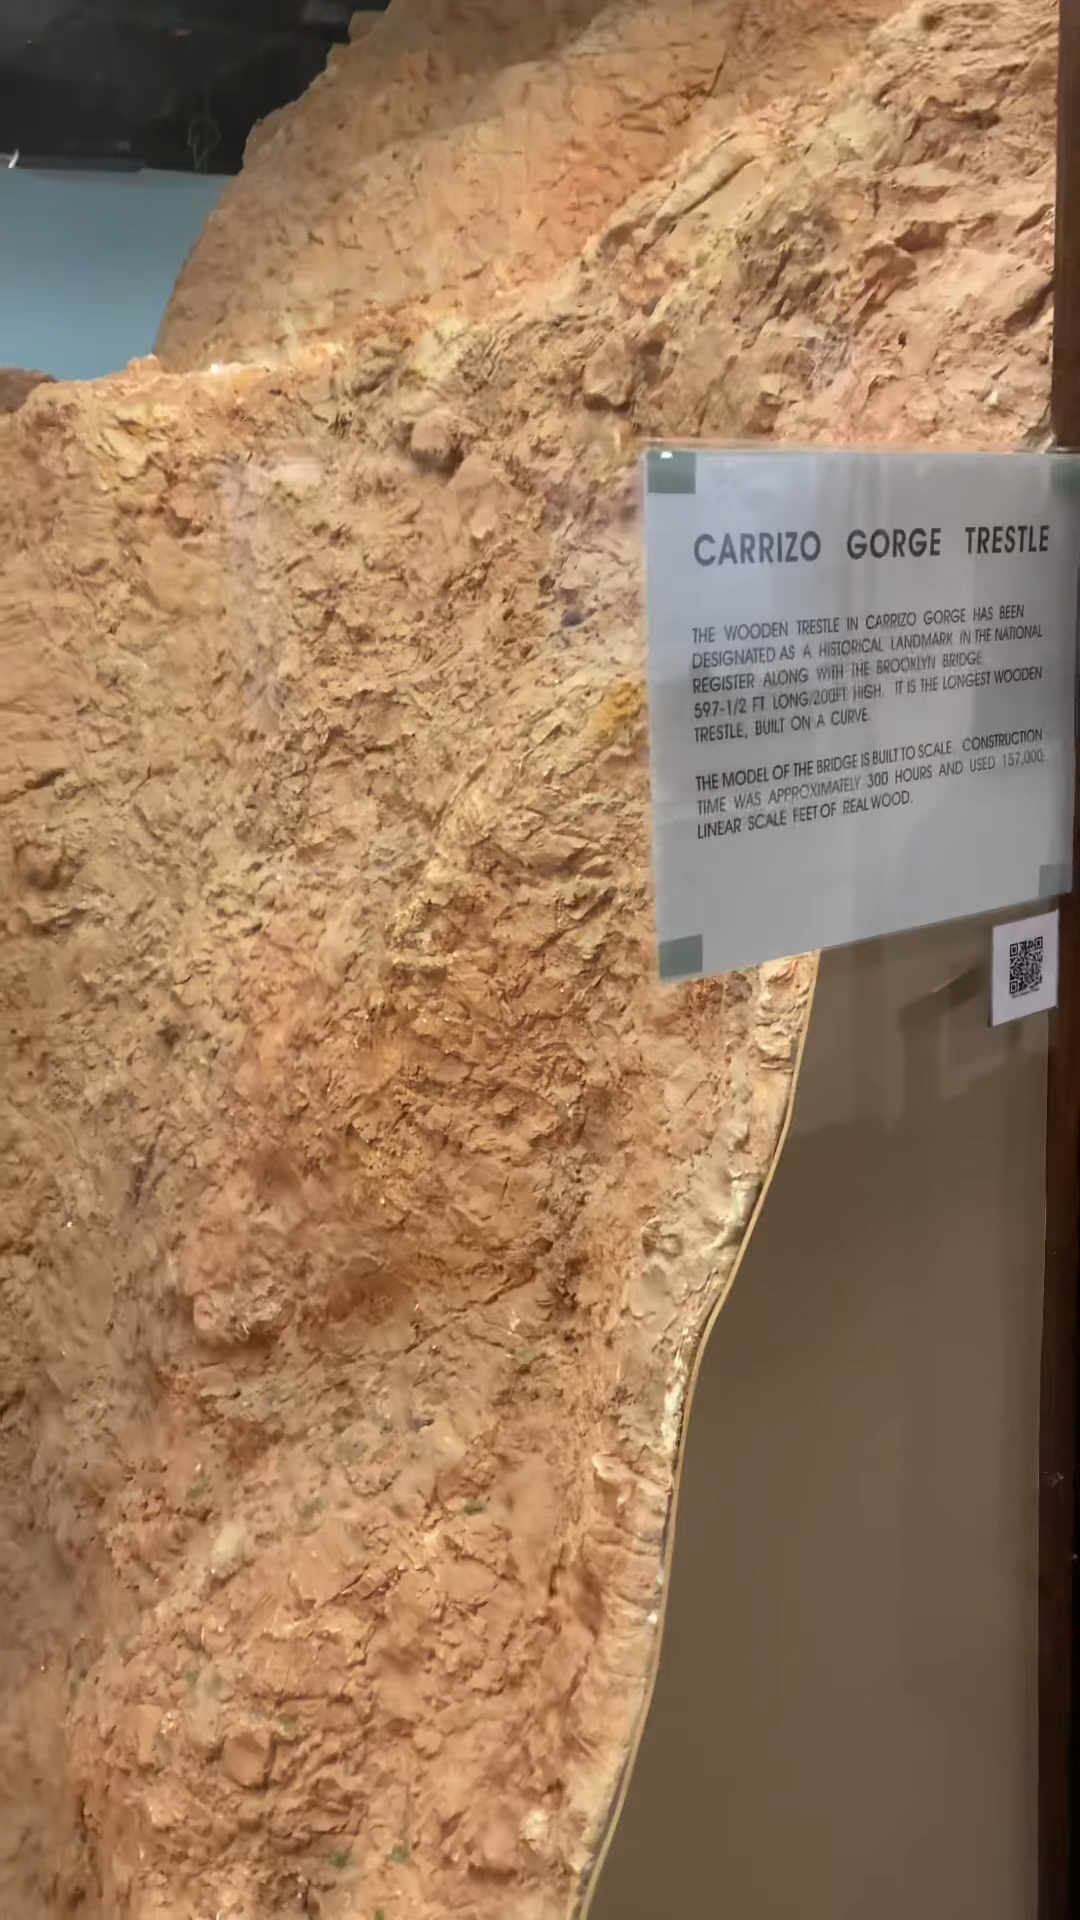 CARRIZO GORGE TRESTLE
THE WOODEN TRESTLE IN CARRIZO GORGE HAS BEEN
DESIGNATED AS A HISTORICAL LANDMARK IN THE NATIONAL
REGISTER ALONG WITH THE BROOKLYN BRIDGE
597-1/2 FT LONG/200FT HIGH. IT IS THE LONGEST WOODEN
TRESTLE, BUILT ON A CURVE.
THE MODEL OF THE BRIDGE IS BUILT TO SCALE. CONSTRUCTION
TIME WAS APPROXIMATELY 300 HOURS AND USED 157,000
LINEAR SCALE FEET OF REAL WOOD.